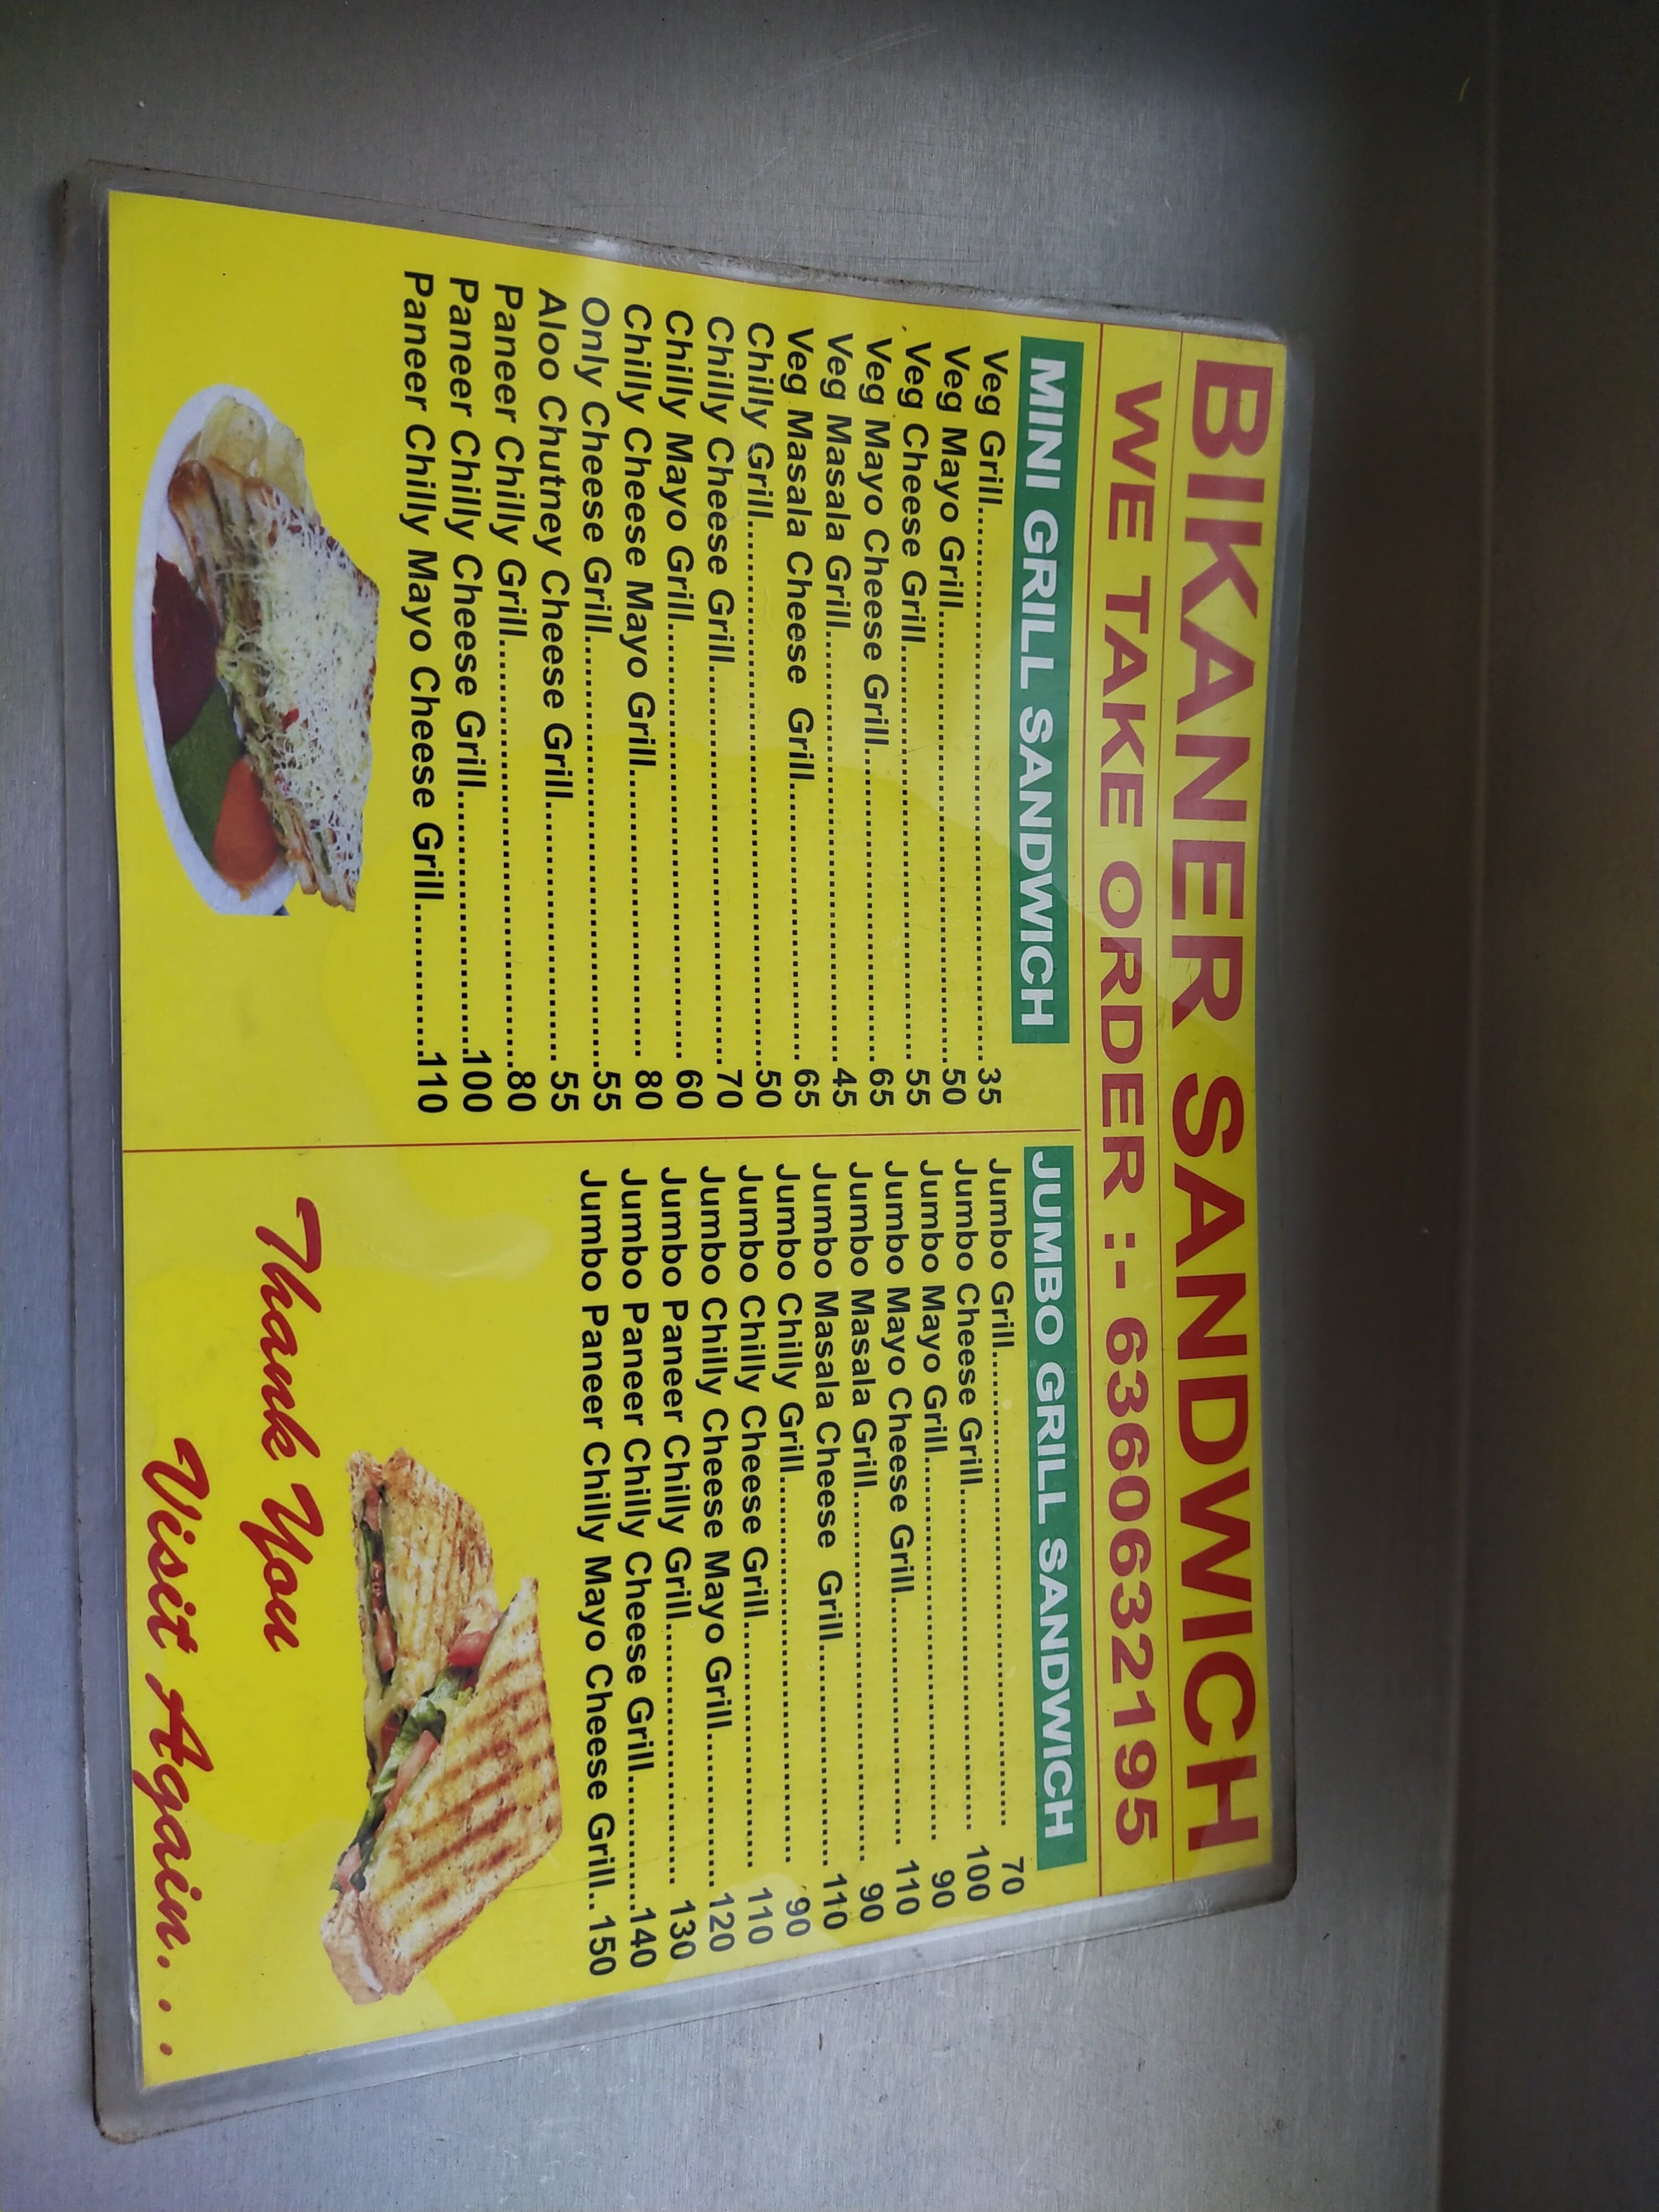 BIKANER SANDWICH
WE TAKE ORDER :- 6360632195
MINI GRILL SANDWICH
Veg Grill..........35
Veg Mayo Grill..........50
Veg Cheese Grill..........55
Veg Mayo Cheese Grill..........65
Veg Masala Grill..........45
Veg Masala Cheese Grill..........65
Chilly Grill..........50
Chilly Cheese Grill..........70
Chilly Mayo Grill..........60
Chilly Cheese Mayo Grill..........80
Only Cheese Grill..........55
Aloo Chutney Cheese Grill..........55
Paneer Chilly Grill..........80
Paneer Chilly Cheese Grill..........100
Paneer Chilly Mayo Cheese Grill..........110
JUMBO GRILL SANDWICH
Jumbo Grill..........70
Jumbo Cheese Grill..........100
Jumbo Mayo Grill..........90
Jumbo Mayo Cheese Grill..........110
Jumbo Masala Grill..........90
Jumbo Masala Cheese Grill..........110
Jumbo Chilly Grill..........90
Jumbo Chilly Cheese Grill..........110
Jumbo Chilly Cheese Mayo Grill..........120
Jumbo Paneer Chilly Grill..........130
Jumbo Paneer Chilly Cheese Grill..........140
Jumbo Paneer Chilly Mayo Cheese Grill..150
Thank You
Visit Again. . .